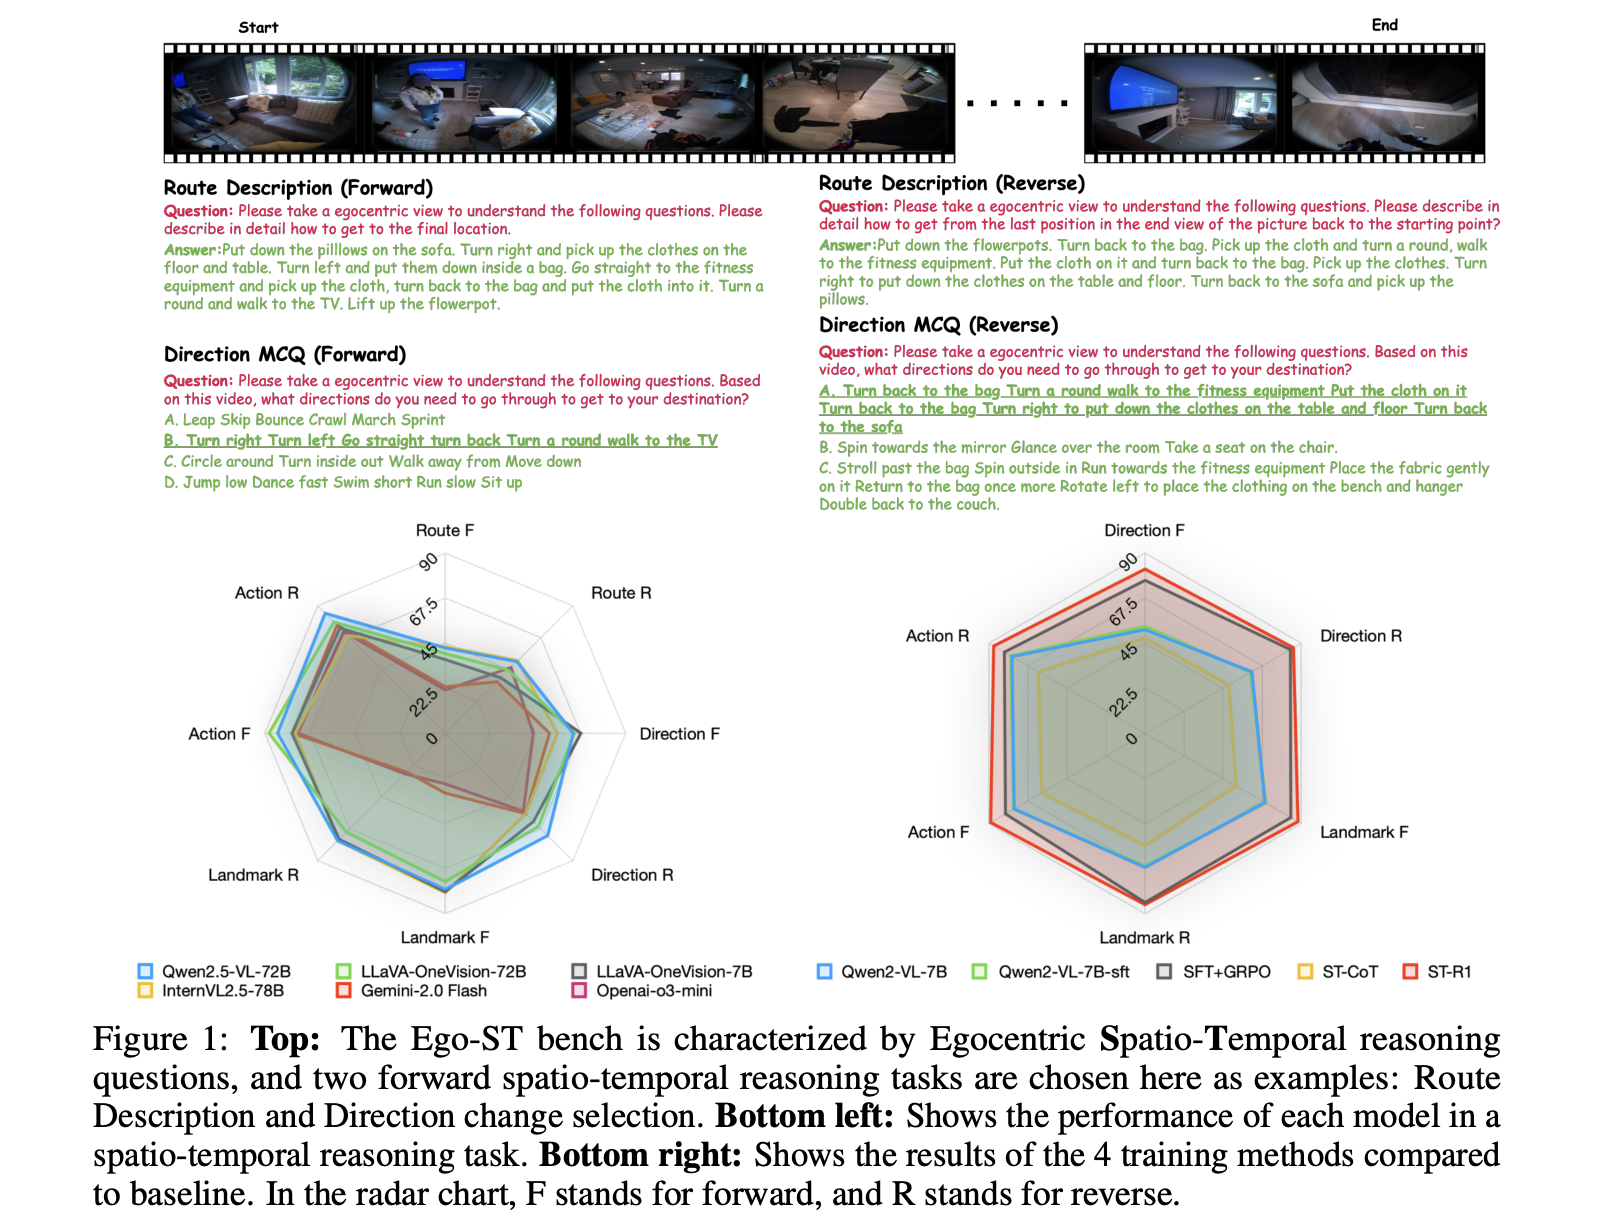 Start
End
Route Description (Forward)
Question: Please take a egocentric view to understand the following questions. Please
describe in detail how to get to the final location.
Answer:Put down the pilllows on the sofa. Turn right and pick up the clothes on the
floor and table. Turn left and put them down inside a bag. Go straight to the fitness
equipment and pick up the cloth, turn back to the bag and put the cloth into it. Turn a
round and walk to the TV. Lift up the flowerpot.
Direction MCQ (Forward)
Question: Please take a egocentric view to understand the following questions. Based
on this video, what directions do you need to go through to get to your destination?
A. Leap Skip Bounce Crawl March Sprint
B. Turn right Turn left Go straight turn back Turn a round walk to the TV
C. Circle around Turn inside out Walk away from Move down
D. Jump low Dance fast Swim short Run slow Sit up
Route Description (Reverse)
Question: Please take a egocentric view to understand the following questions. Please describe in
detail how to get from the last position in the end view of the picture back to the starting point?
Answer:Put down the flowerpots. Turn back to the bag. Pick up the cloth and turn a round, walk
to the fitness equipment. Put the cloth on it and turn back to the bag. Pick up the clothes. Turn
right to put down the clothes on the table and floor. Turn back to the sofa and pick up the
pillows.
Direction MCQ (Reverse)
Question: Please take a egocentric view to understand the following questions. Based on this
video, what directions do you need to go through to get to your destination?
A. Turn back to the bag Turn a round walk to the fitness equipment Put the cloth on it
Turn back to the bag Turn right to put down the clothes on the table and floor Turn back
to the sofa
B. Spin towards the mirror Glance over the room Take a seat on the chair.
C. Stroll past the bag Spin outside in Run towards the fitness equipment Place the fabric gently
on it Return to the bag once more Rotate left to place the clothing on the bench and hanger
Double back to the couch.
Route F
Route R
Direction F
Direction R
Landmark F
Landmark R
Action F
Action R
90
67.5
45
22.5
0
Qwen2.5-VL-72B
LLaVA-OneVision-72B
LLaVA-OneVision-7B
InternVL2.5-78B
Gemini-2.0 Flash
Openai-o3-mini
Direction F
Direction R
Landmark F
Landmark R
Action F
Action R
90
67.5
45
22.5
0
Qwen2-VL-7B
Qwen2-VL-7B-sft
SFT+GRPO
ST-CoT
ST-R1
Figure 1: Top: The Ego-ST bench is characterized by Egocentric Spatio-Temporal reasoning
questions, and two forward spatio-temporal reasoning tasks are chosen here as examples: Route
Description and Direction change selection. Bottom left: Shows the performance of each model in a
spatio-temporal reasoning task. Bottom right: Shows the results of the 4 training methods compared
to baseline. In the radar chart, F stands for forward, and R stands for reverse.